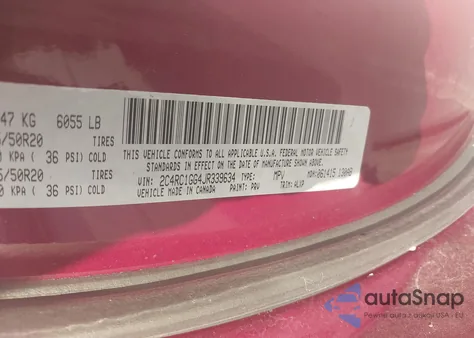 47 KG 6055 LB
/50R20 TIRES
KPA ( 36 PSI) COLD
5/50R20 TIRES
KPA ( 36 PSI) COLD
THIS VEHICLE CONFORMS TO ALL APPLICABLE U.S.A. FEDERAL MOTOR VEHICLE SAFETY
STANDARDS IN EFFECT ON THE DATE OF MANUFACTURE SHOWN ABOVE.
VIN: 2C4RC1GG4JR339634 TYPE: MPV
MADE IN CANADA PAINT: PRV TRIM: ALVP
autoSnap